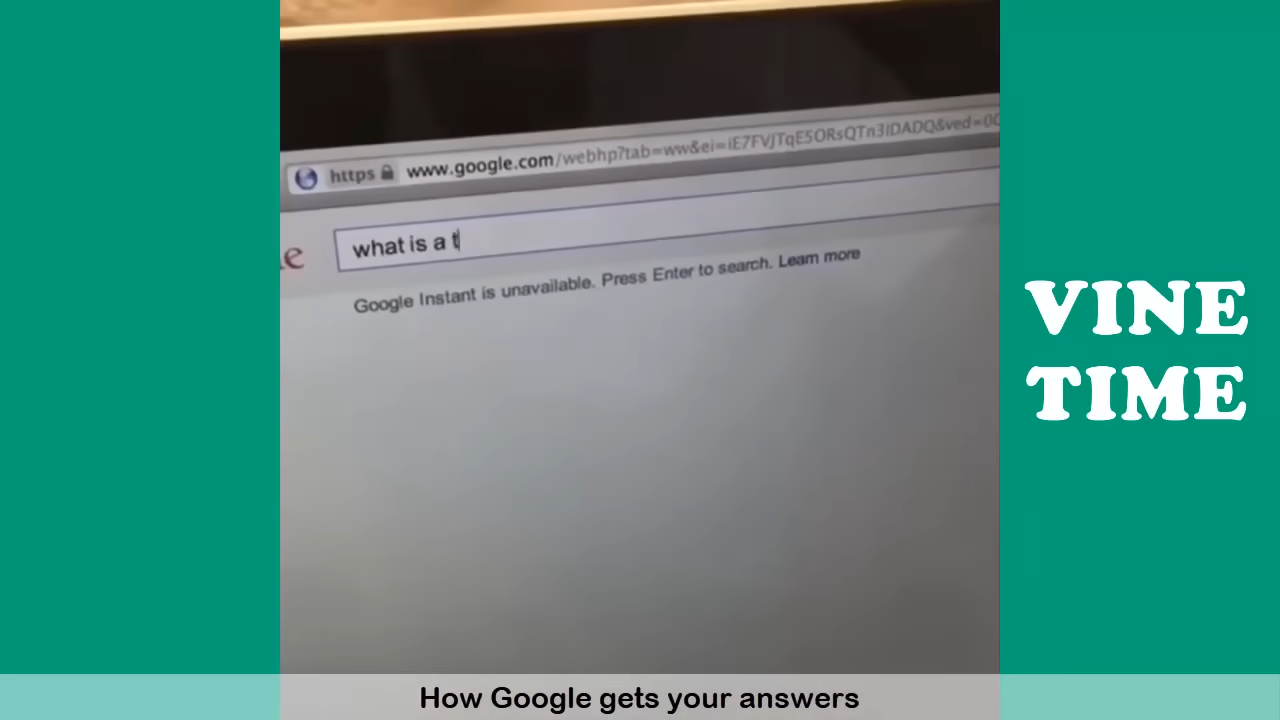 https www.google.com/webhp?tab=ww&ei=iE7FVJTqE5ORsQTn3IDADQ&ved=0C
e what is a t
Google Instant is unavailable. Press Enter to search. Learn more
VINE
TIME
How Google gets your answers